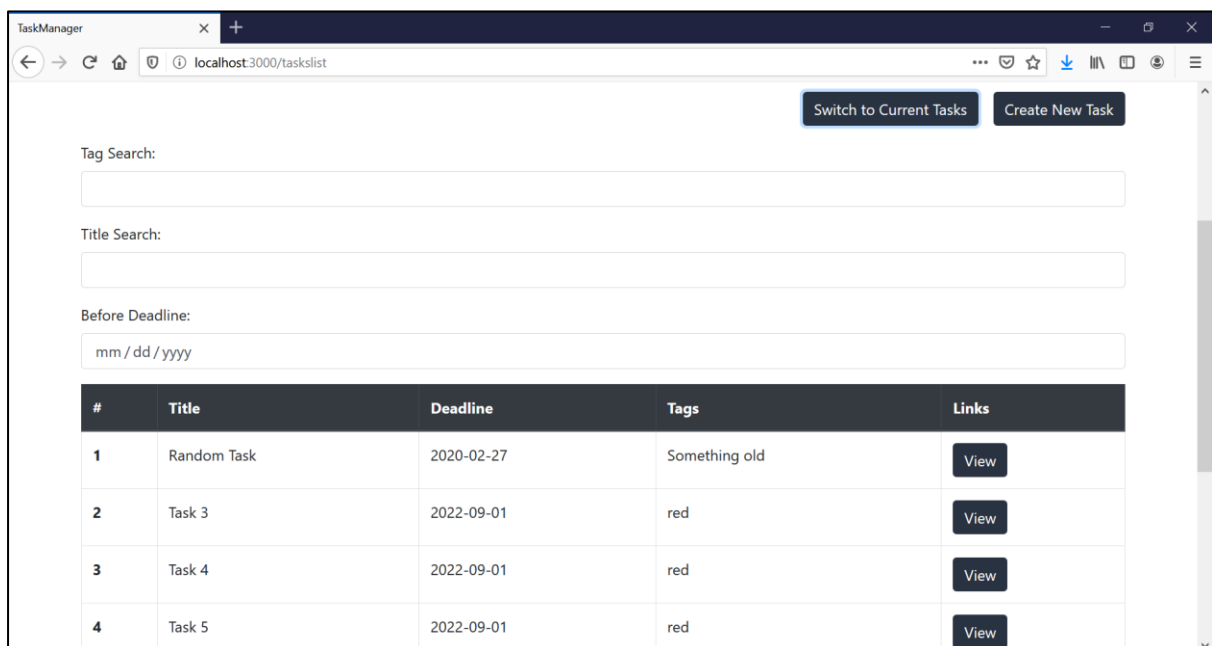 TaskManager
localhost:3000/taskslist
Switch to Current Tasks Create New Task
Tag Search:
Title Search:
Before Deadline:
mm / dd / yyyy
# Title Deadline Tags Links
1 Random Task 2020-02-27 Something old View
2 Task 3 2022-09-01 red View
3 Task 4 2022-09-01 red View
4 Task 5 2022-09-01 red View